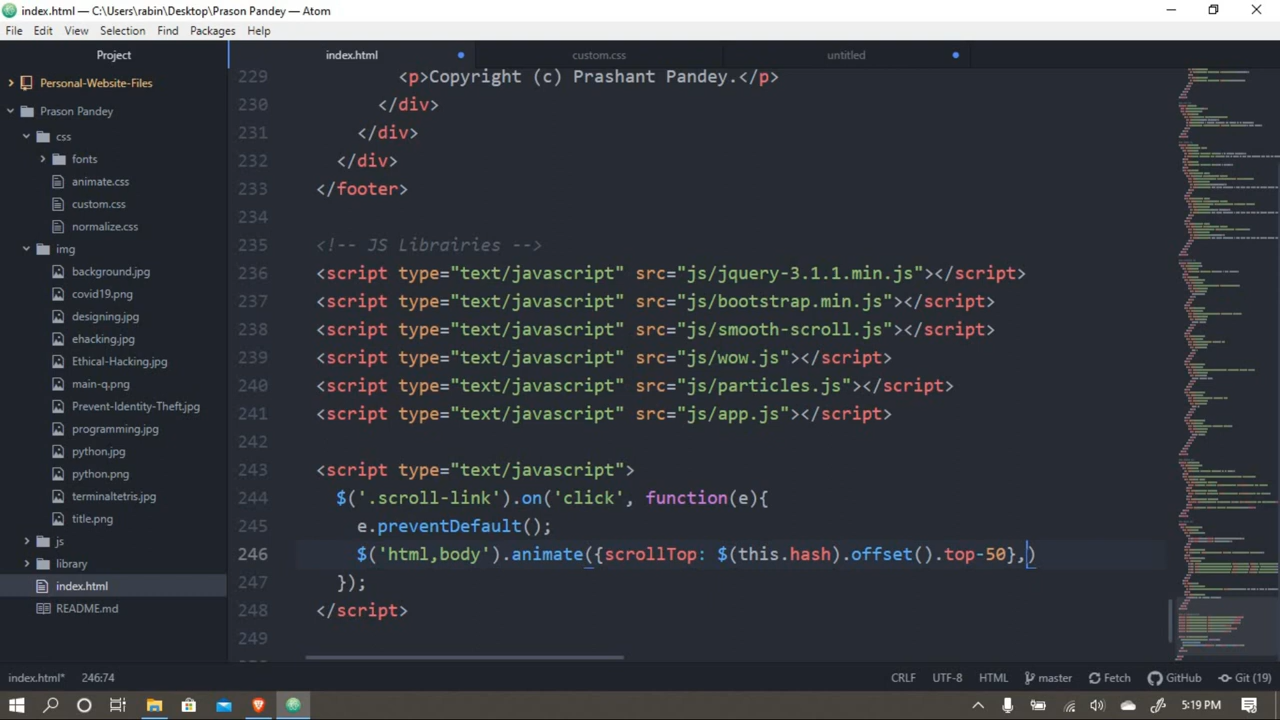 index.html — C:\Users\rabin\Desktop\Prason Pandey — Atom
File Edit View Selection Find Packages Help
Project
index.html
custom.css
untitled
Personal-Website-Files
Prason Pandey
css
fonts
animate.css
custom.css
normalize.css
img
background.jpg
covid19.png
designing.jpg
ehacking.jpg
Ethical-Hacking.jpg
main-q.png
Prevent-Identity-Theft.jpg
programming.jpg
python.jpg
python.png
terminaltetris.jpg
title.png
js
library
index.html
README.md
229 <p>Copyright (c) Prashant Pandey.</p>
230 </div>
231 </div>
232 </div>
233 </footer>
234
235 <!-- JS Librairies -->
236 <script type="text/javascript" src="js/jquery-3.1.1.min.js"></script>
237 <script type="text/javascript" src="js/bootstrap.min.js"></script>
238 <script type="text/javascript" src="js/smooth-scroll.js"></script>
239 <script type="text/javascript" src="js/wow.js"></script>
240 <script type="text/javascript" src="js/particles.js"></script>
241 <script type="text/javascript" src="js/app.js"></script>
242
243 <script type="text/javascript">
244 $('.scroll-link').on('click', function(e){
245 e.preventDefault();
246 $('html,body').animate({scrollTop: $(this.hash).offset().top-50},)
247 });
248 </script>
249
index.html* 246:74
CRLF UTF-8 HTML master Fetch GitHub Git (19)
5:19 PM